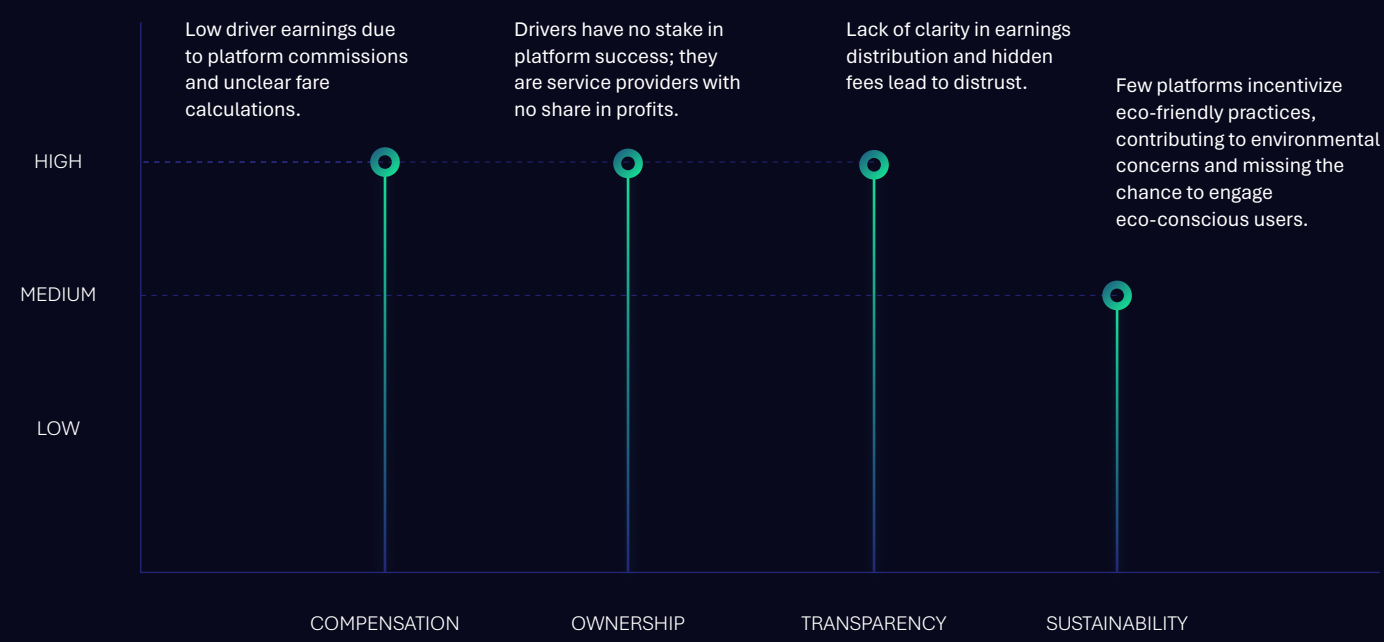 Low driver earnings due
to platform commissions
and unclear fare
calculations.
Drivers have no stake in
platform success; they
are service providers with
no share in profits.
Lack of clarity in earnings
distribution and hidden
fees lead to distrust.
Few platforms incentivize
eco-friendly practices,
contributing to environmental
concerns and missing the
chance to engage
eco-conscious users.
HIGH
MEDIUM
LOW
COMPENSATION
OWNERSHIP
TRANSPARENCY
SUSTAINABILITY